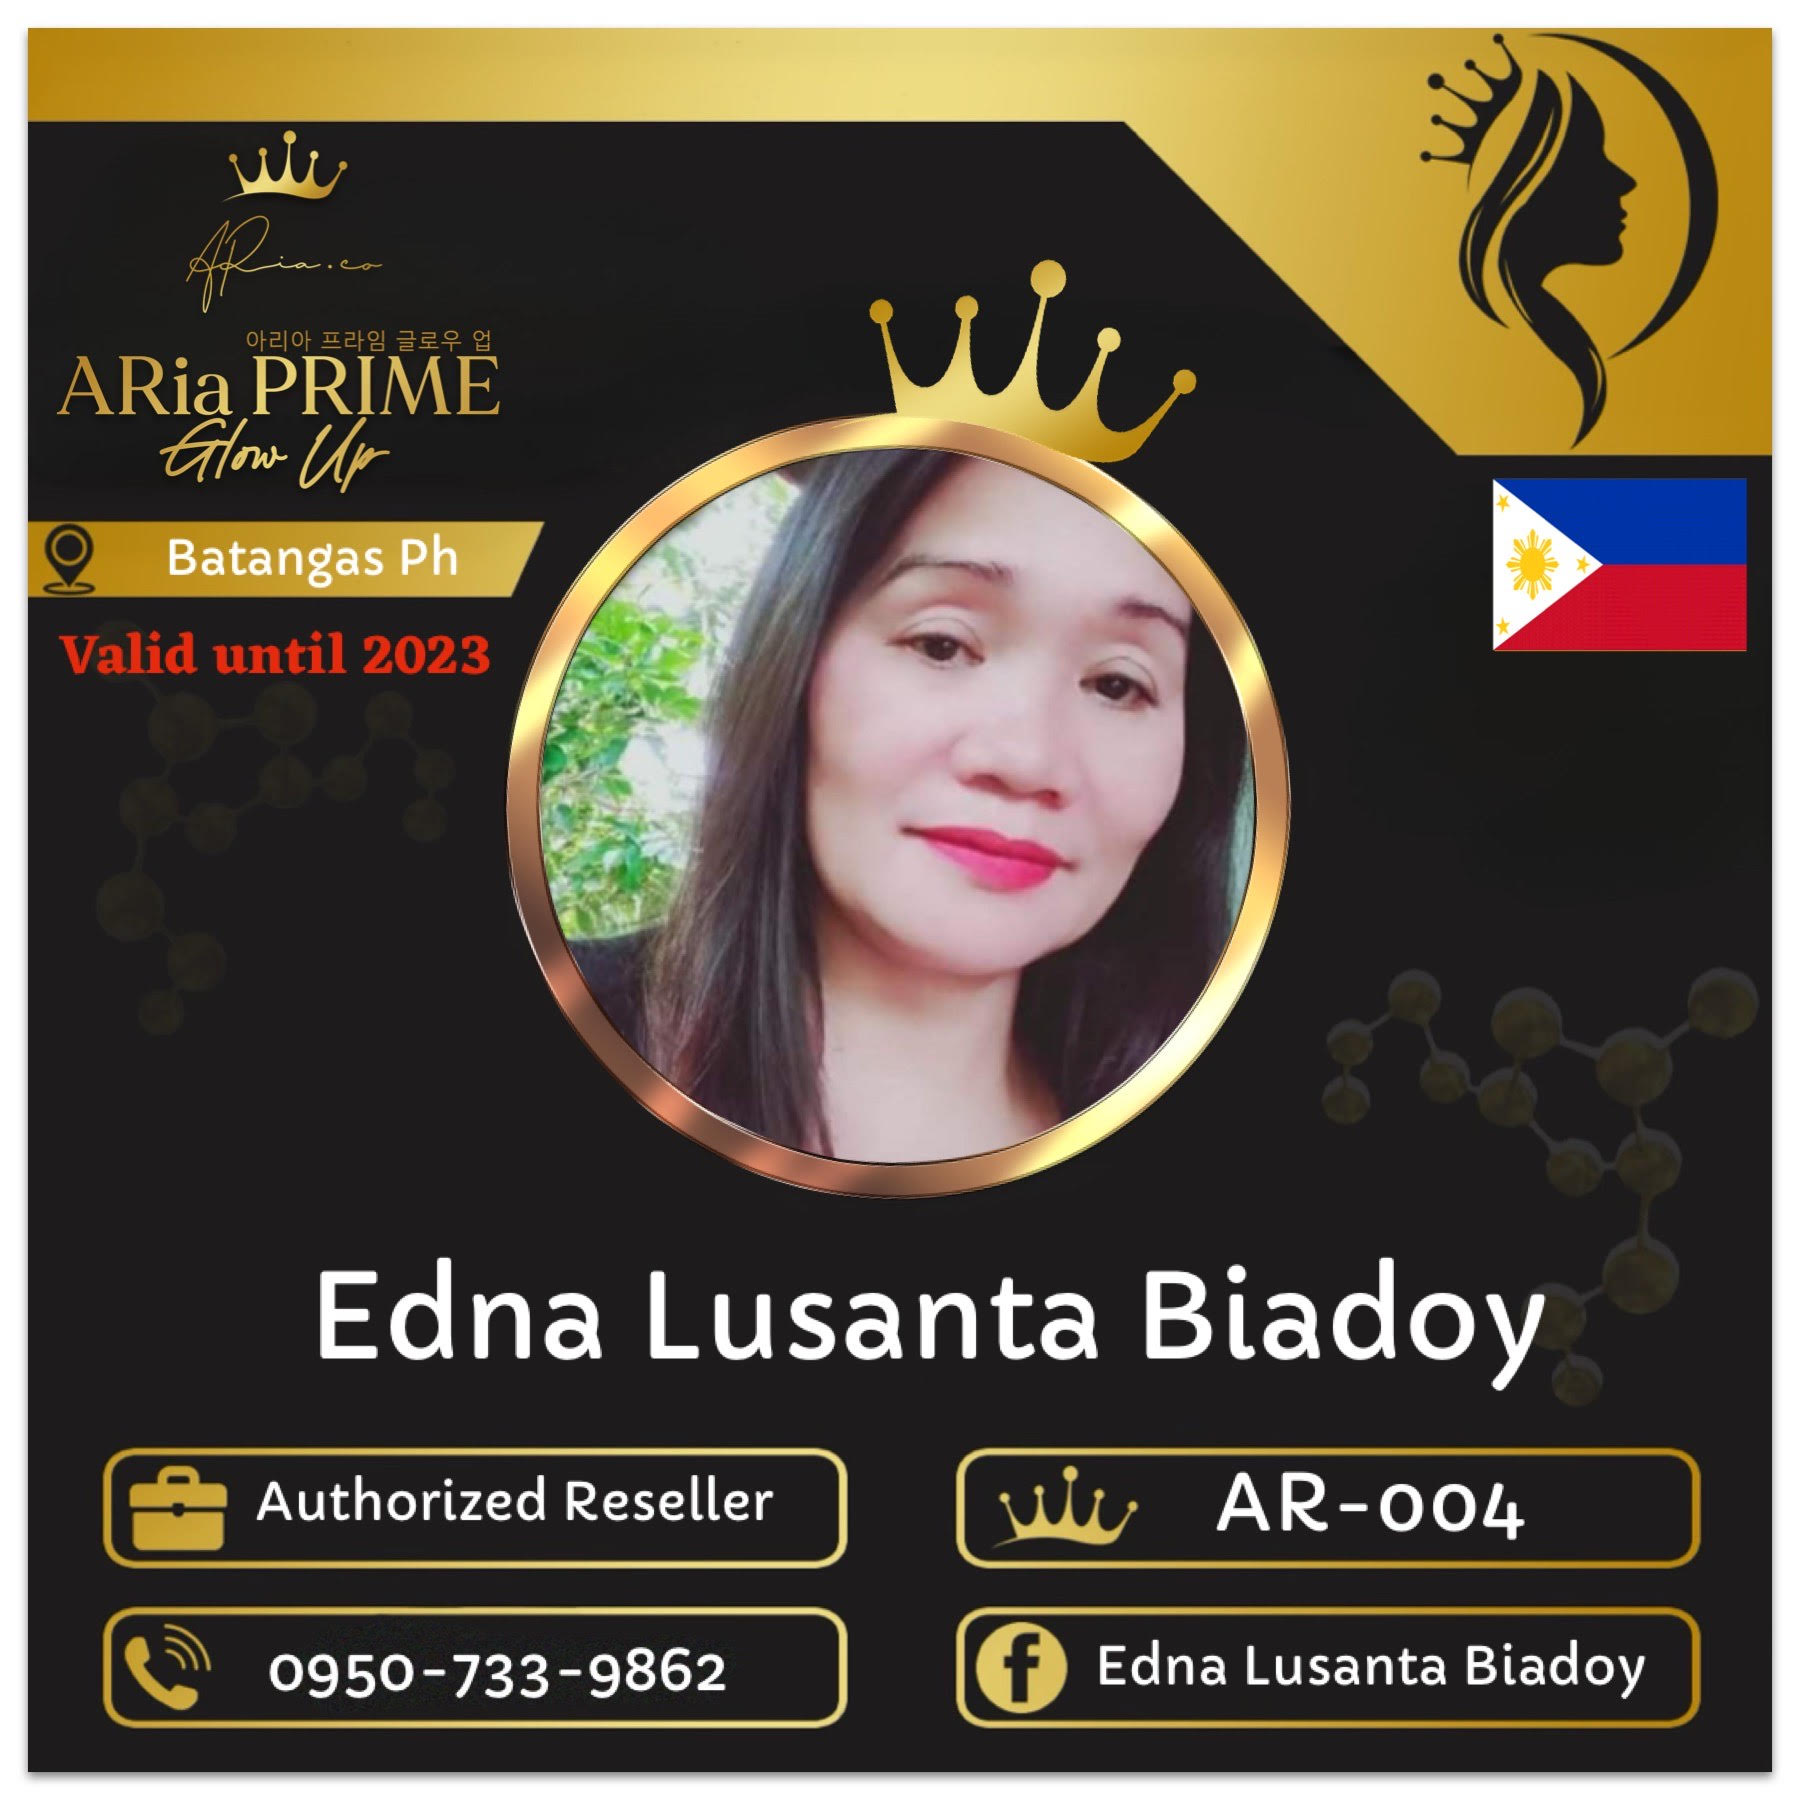 ARia.co
아리아 프라임 글로우 업
ARia PRIME
Glow Up
Batangas Ph
Valid until 2023
Edna Lusanta Biadoy
Authorized Reseller
AR-004
0950-733-9862
Edna Lusanta Biadoy